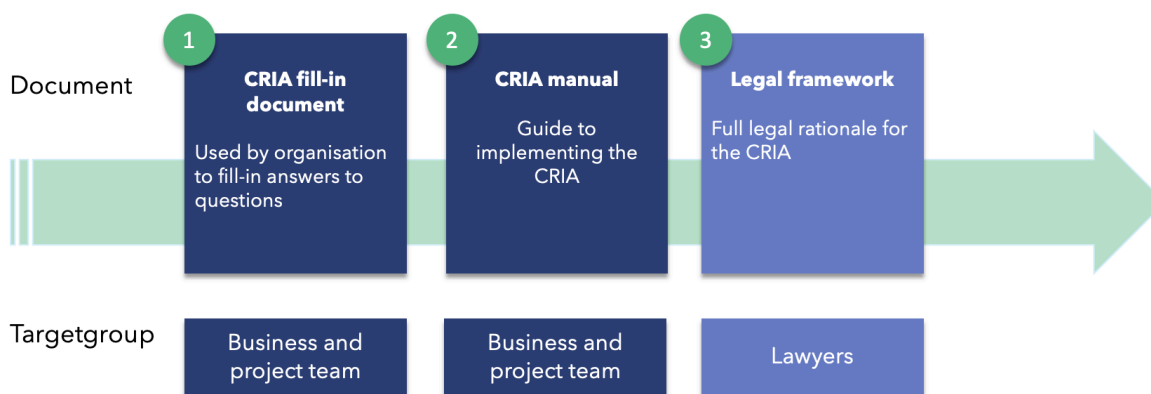 1
2
3
Document
CRIA fill-in
document
Used by organisation
to fill-in answers to
questions
CRIA manual
Guide to
implementing the
CRIA
Legal framework
Full legal rationale for
the CRIA
Targetgroup
Business and
project team
Business and
project team
Lawyers